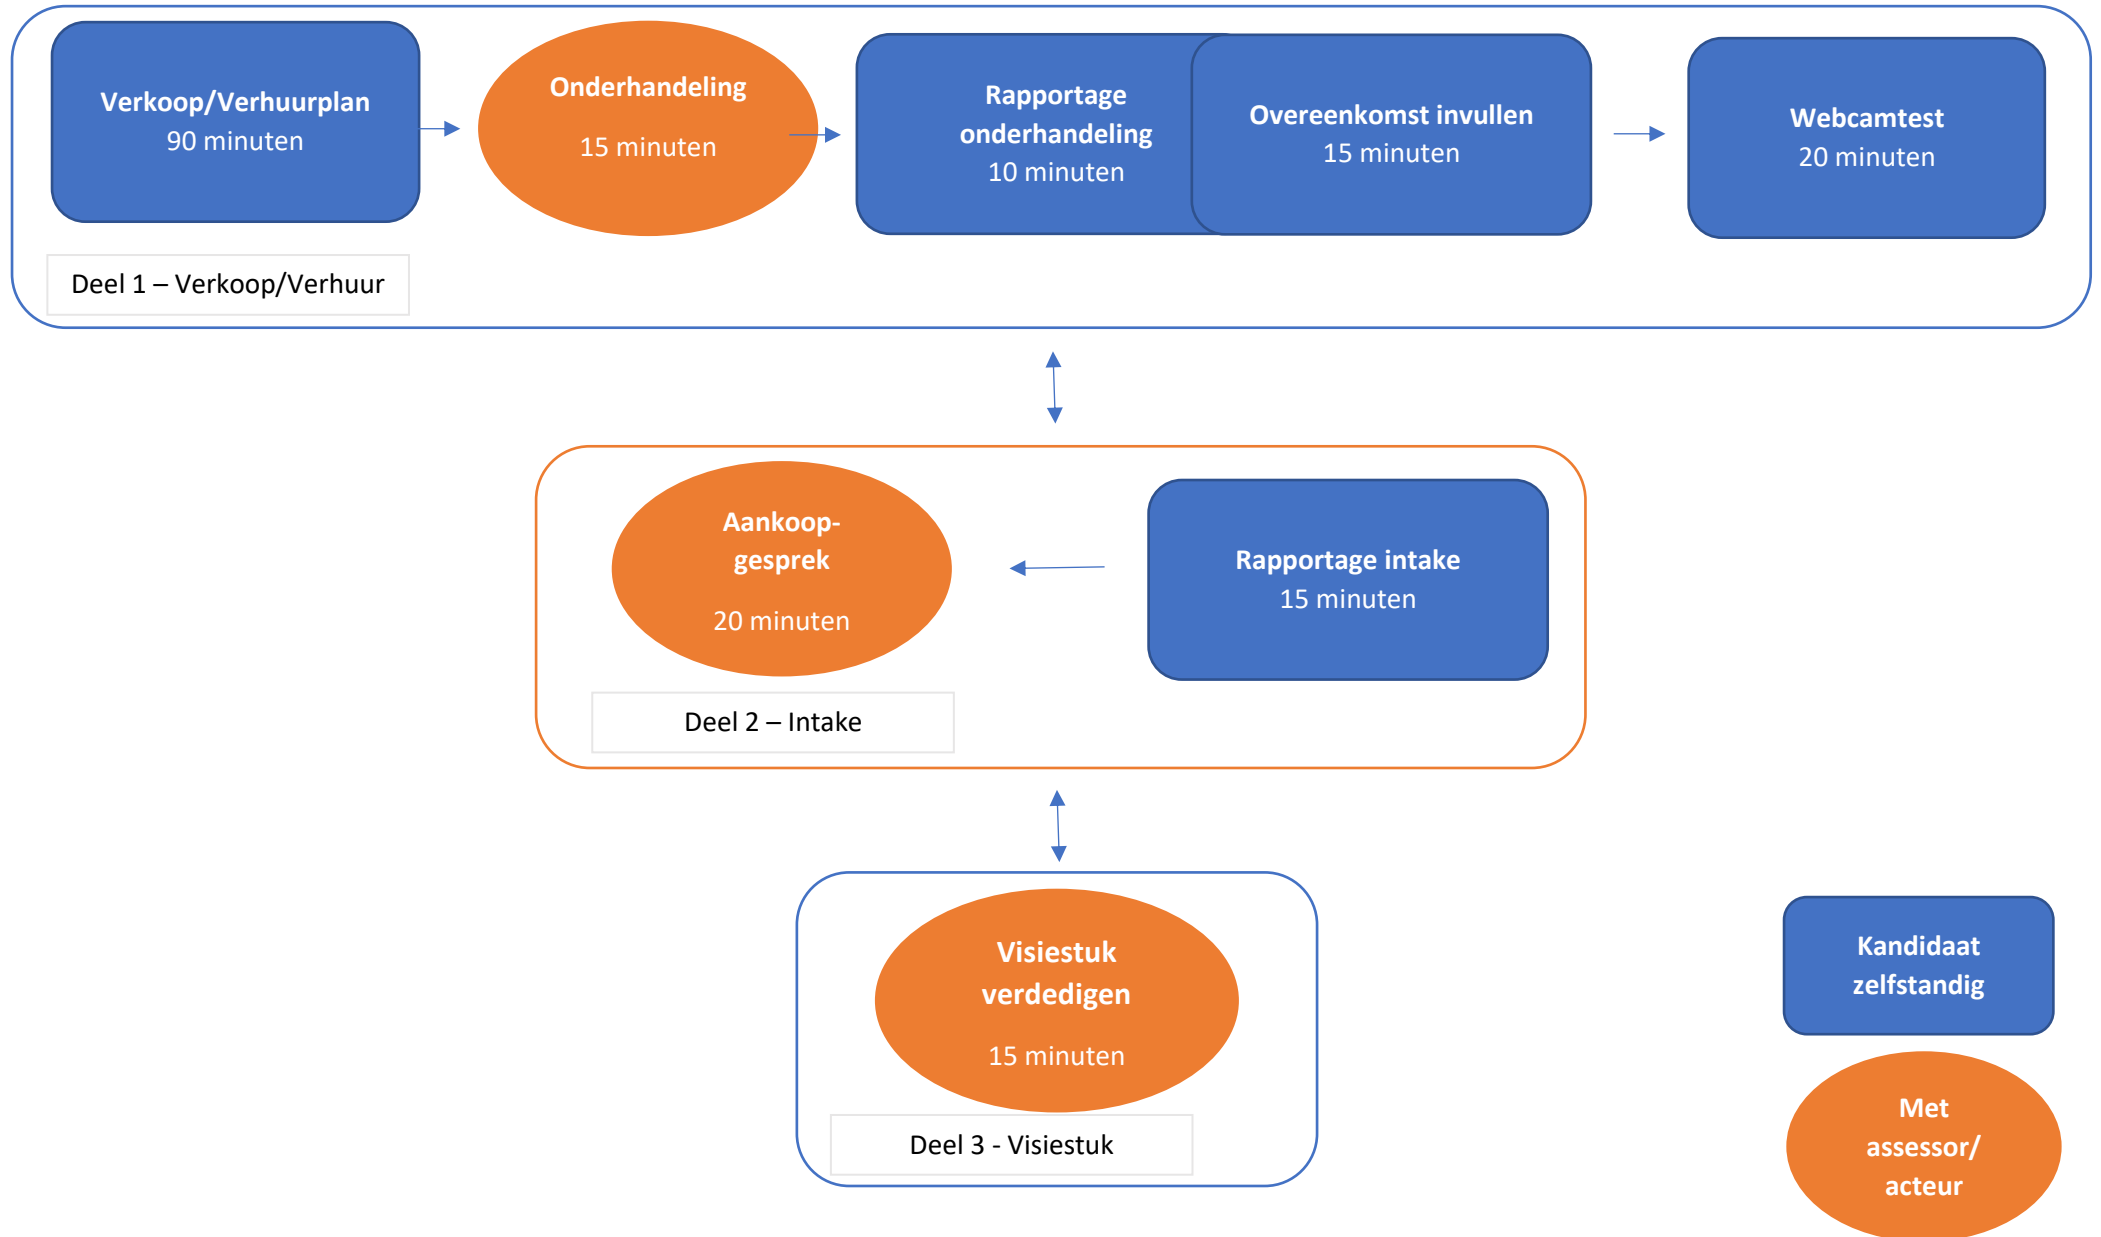 Verkoop/Verhuurplan
90 minuten
Onderhandeling
15 minuten
Rapportage
onderhandeling
10 minuten
Overeenkomst invullen
15 minuten
Webcamtest
20 minuten
Deel 1 – Verkoop/Verhuur
Aankoop-
gesprek
20 minuten
Rapportage intake
15 minuten
Deel 2 – Intake
Visiestuk
verdedigen
15 minuten
Deel 3 - Visiestuk
Kandidaat
zelfstandig
Met
assessor/
acteur